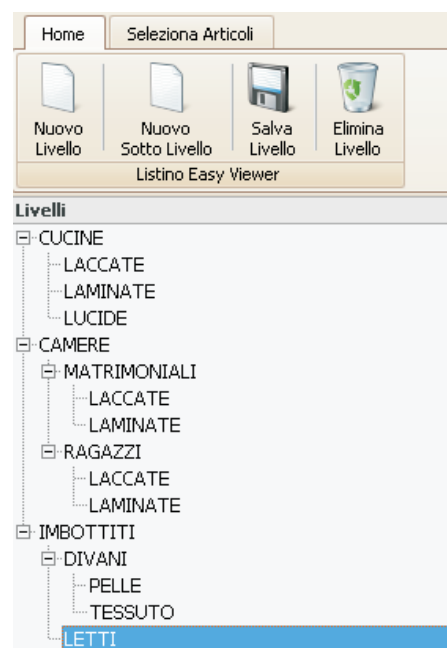 Home Seleziona Articoli
Nuovo Livello Nuovo Sotto Livello Salva Livello Elimina Livello
Listino Easy Viewer
Livelli
CUCINE
LACCATE
LAMINATE
LUCIDE
CAMERE
MATRIMONIALI
LACCATE
LAMINATE
RAGAZZI
LACCATE
LAMINATE
IMBOTTITI
DIVANI
PELLE
TESSUTO
LETTI